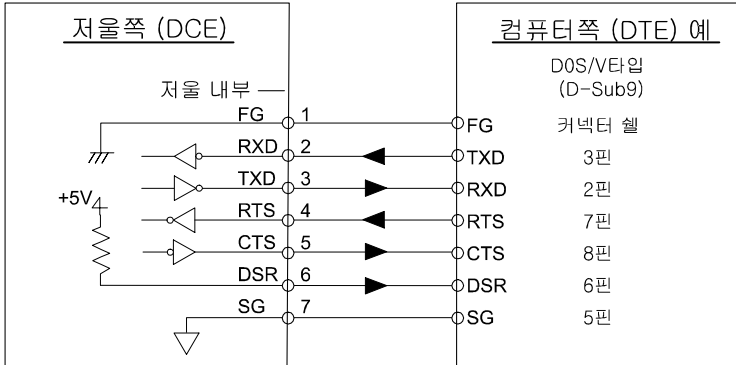 저울쪽 (DCE)
컴퓨터쪽 (DTE) 예
D0S/V타입
(D-Sub9)
저울 내부
커넥터 쉘
FG 1 FG
RXD 2 TXD 3핀
TXD 3 RXD 2핀
+5V
RTS 4 RTS 7핀
CTS 5 CTS 8핀
DSR 6 DSR 6핀
SG 7 SG 5핀